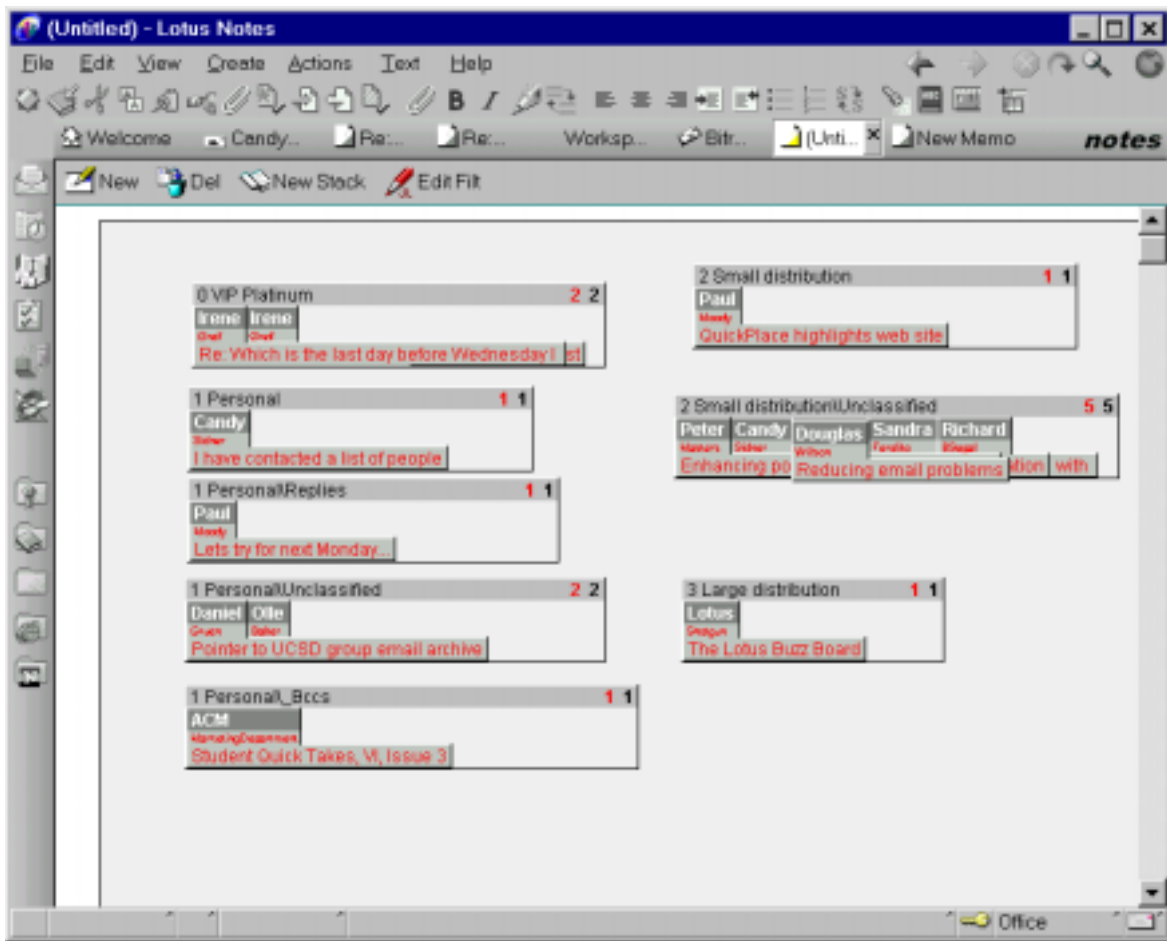 (Untitled) - Lotus Notes
File Edit View Create Actions Text Help
B I
Welcome Candy... Re:... Re:... Worksp... Bitr... (Unti... New Memo notes
New Del New Stack Edit Filt
0 VIP Platinum 2 2
Irene Irene
Re: Which is the last day before Wednesday I st
1 Personal 1 1
Candy
Sidner
I have contacted a list of people
1 Personal\Replies 1 1
Paul
Moody
Lets try for next Monday...
1 Personal\Unclassified 2 2
Daniel Olle
Gruen
Pointer to UCSD group email archive
1 Personal\_Bccs 1 1
ACM
Student Quick Takes, VI, Issue 3
2 Small distribution 1 1
Paul
Moody
QuickPlace highlights web site
2 Small distribution\Unclassified 5 5
Peter Candy Douglas Sandra Richard
Sidner Wilson
Enhancing po Reducing email problems ation with
3 Large distribution 1 1
Lotus
The Lotus Buzz Board
Office